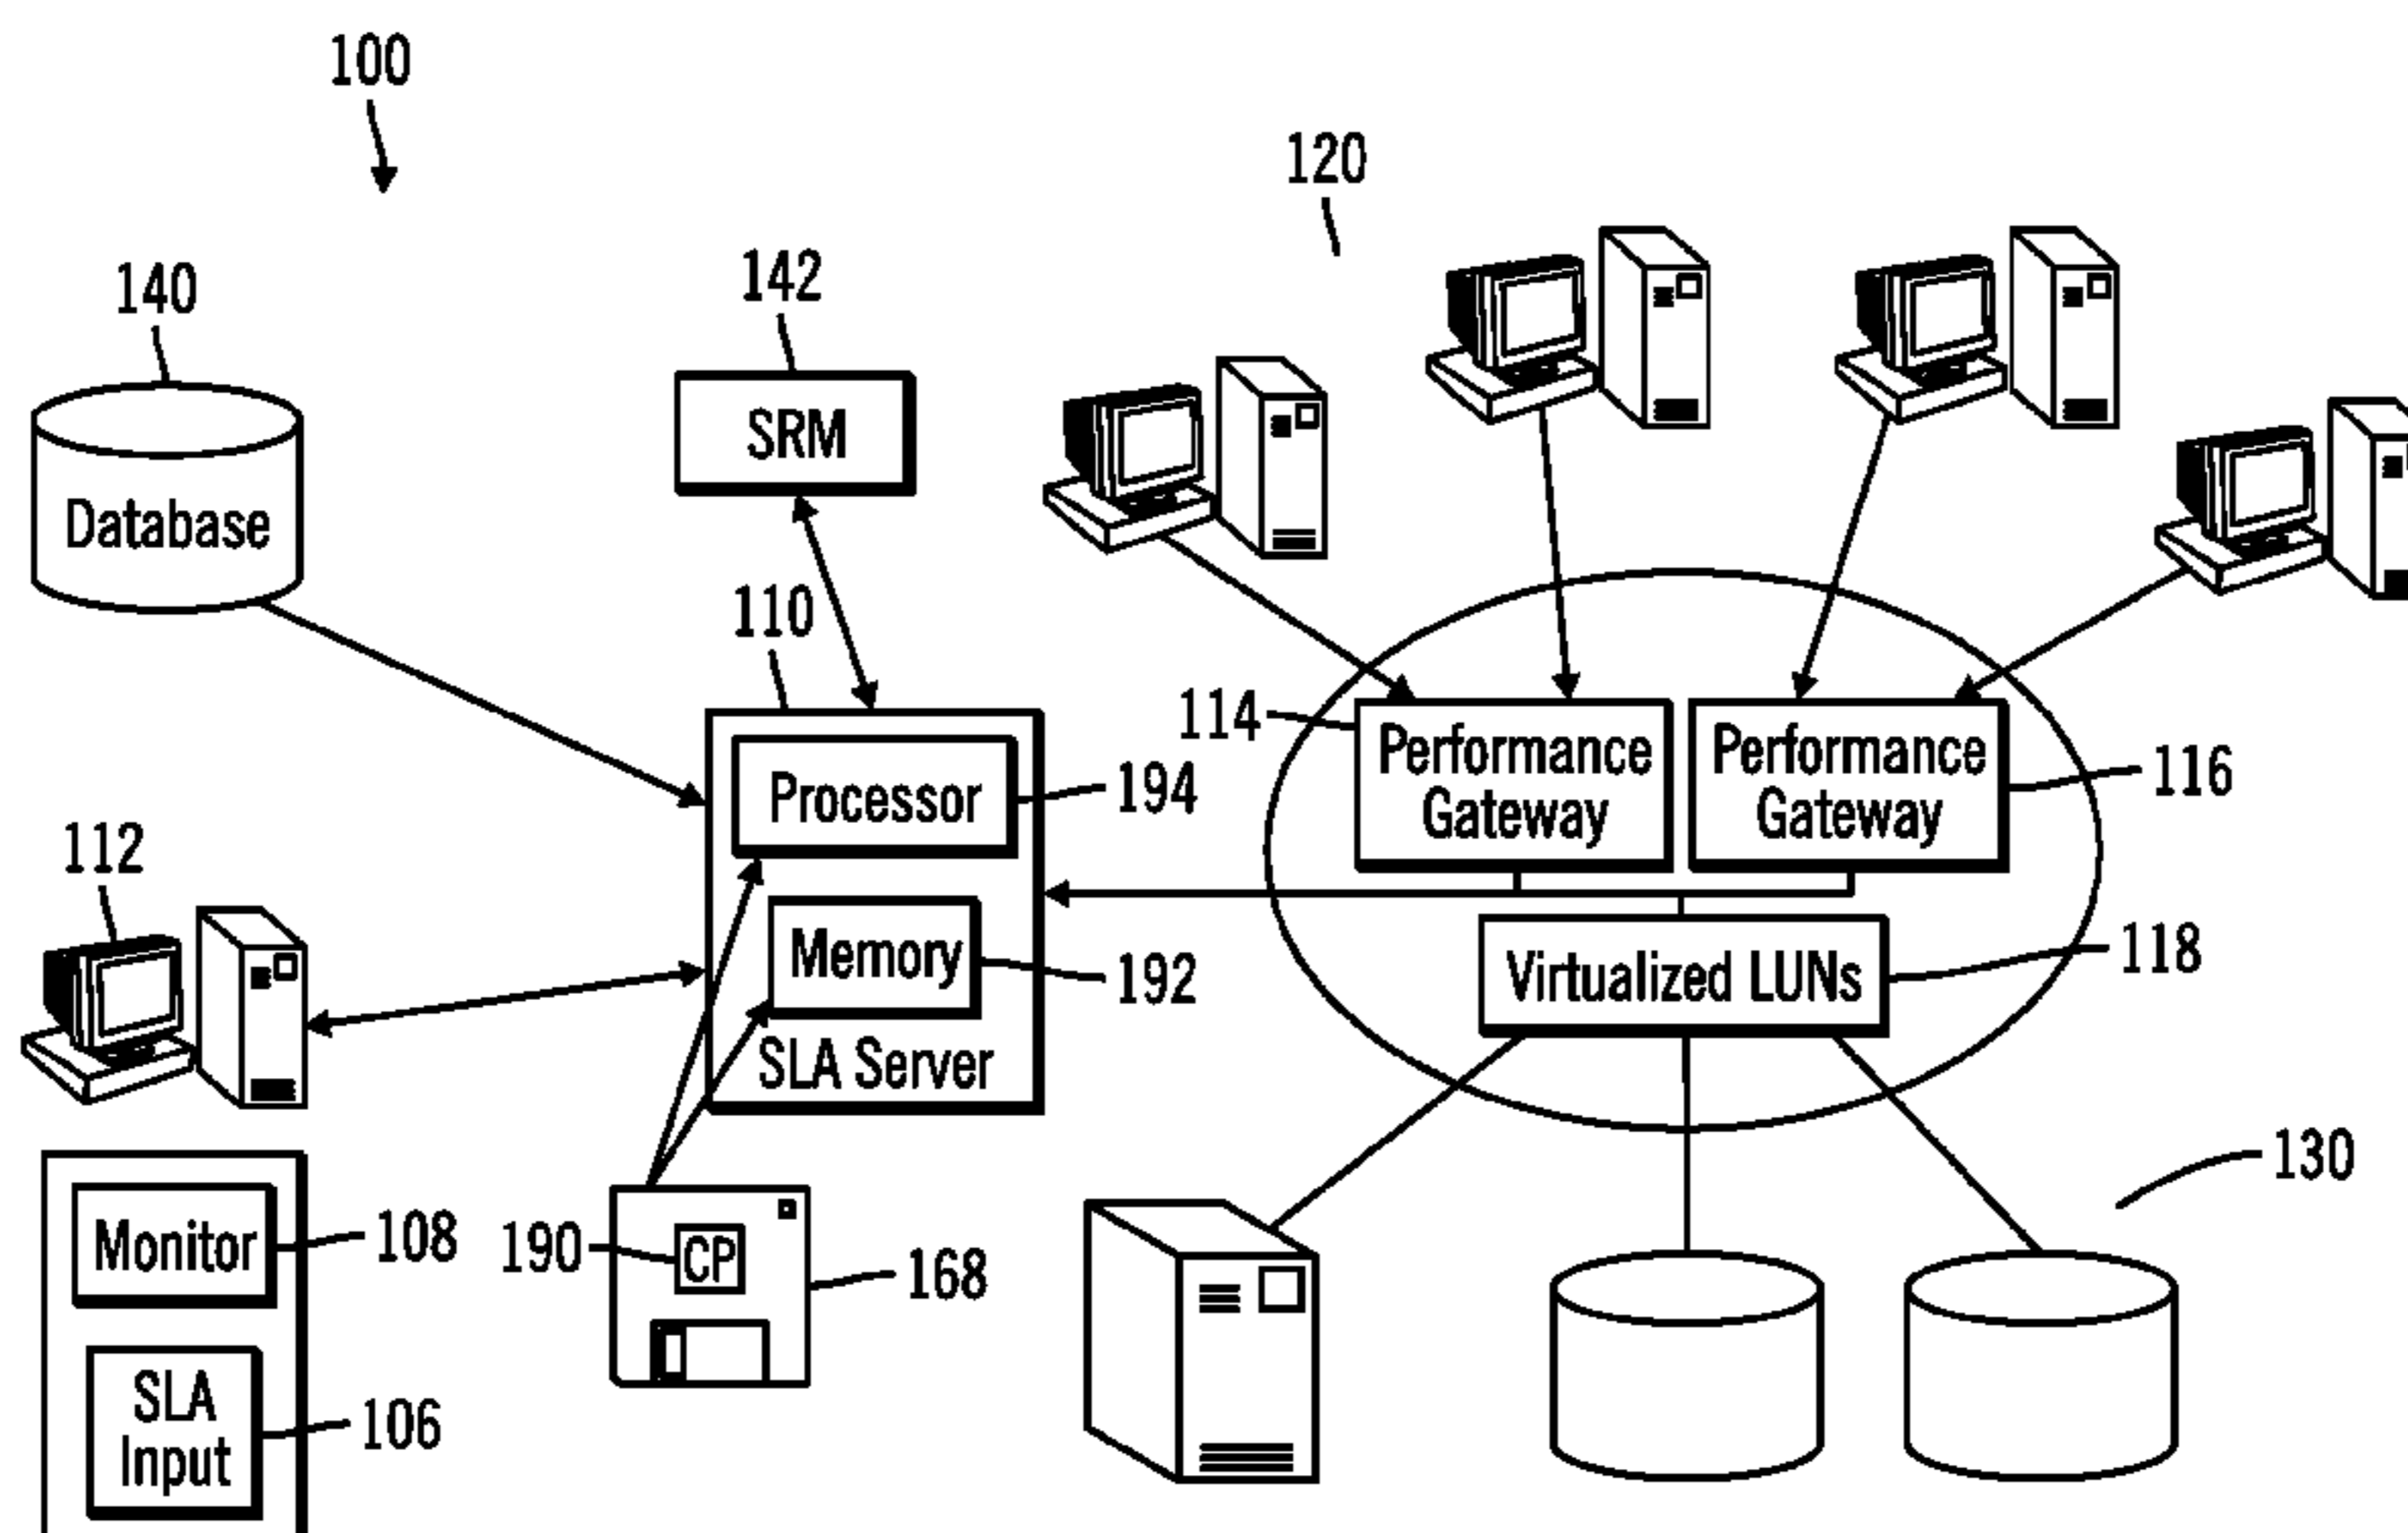 100
120
140
142
Database
SRM
110
114
Performance
Gateway
Performance
Gateway
116
Processor
194
112
Memory
192
SLA Server
Virtualized LUNs
118
130
Monitor
108
190
CP
168
SLA
Input
106